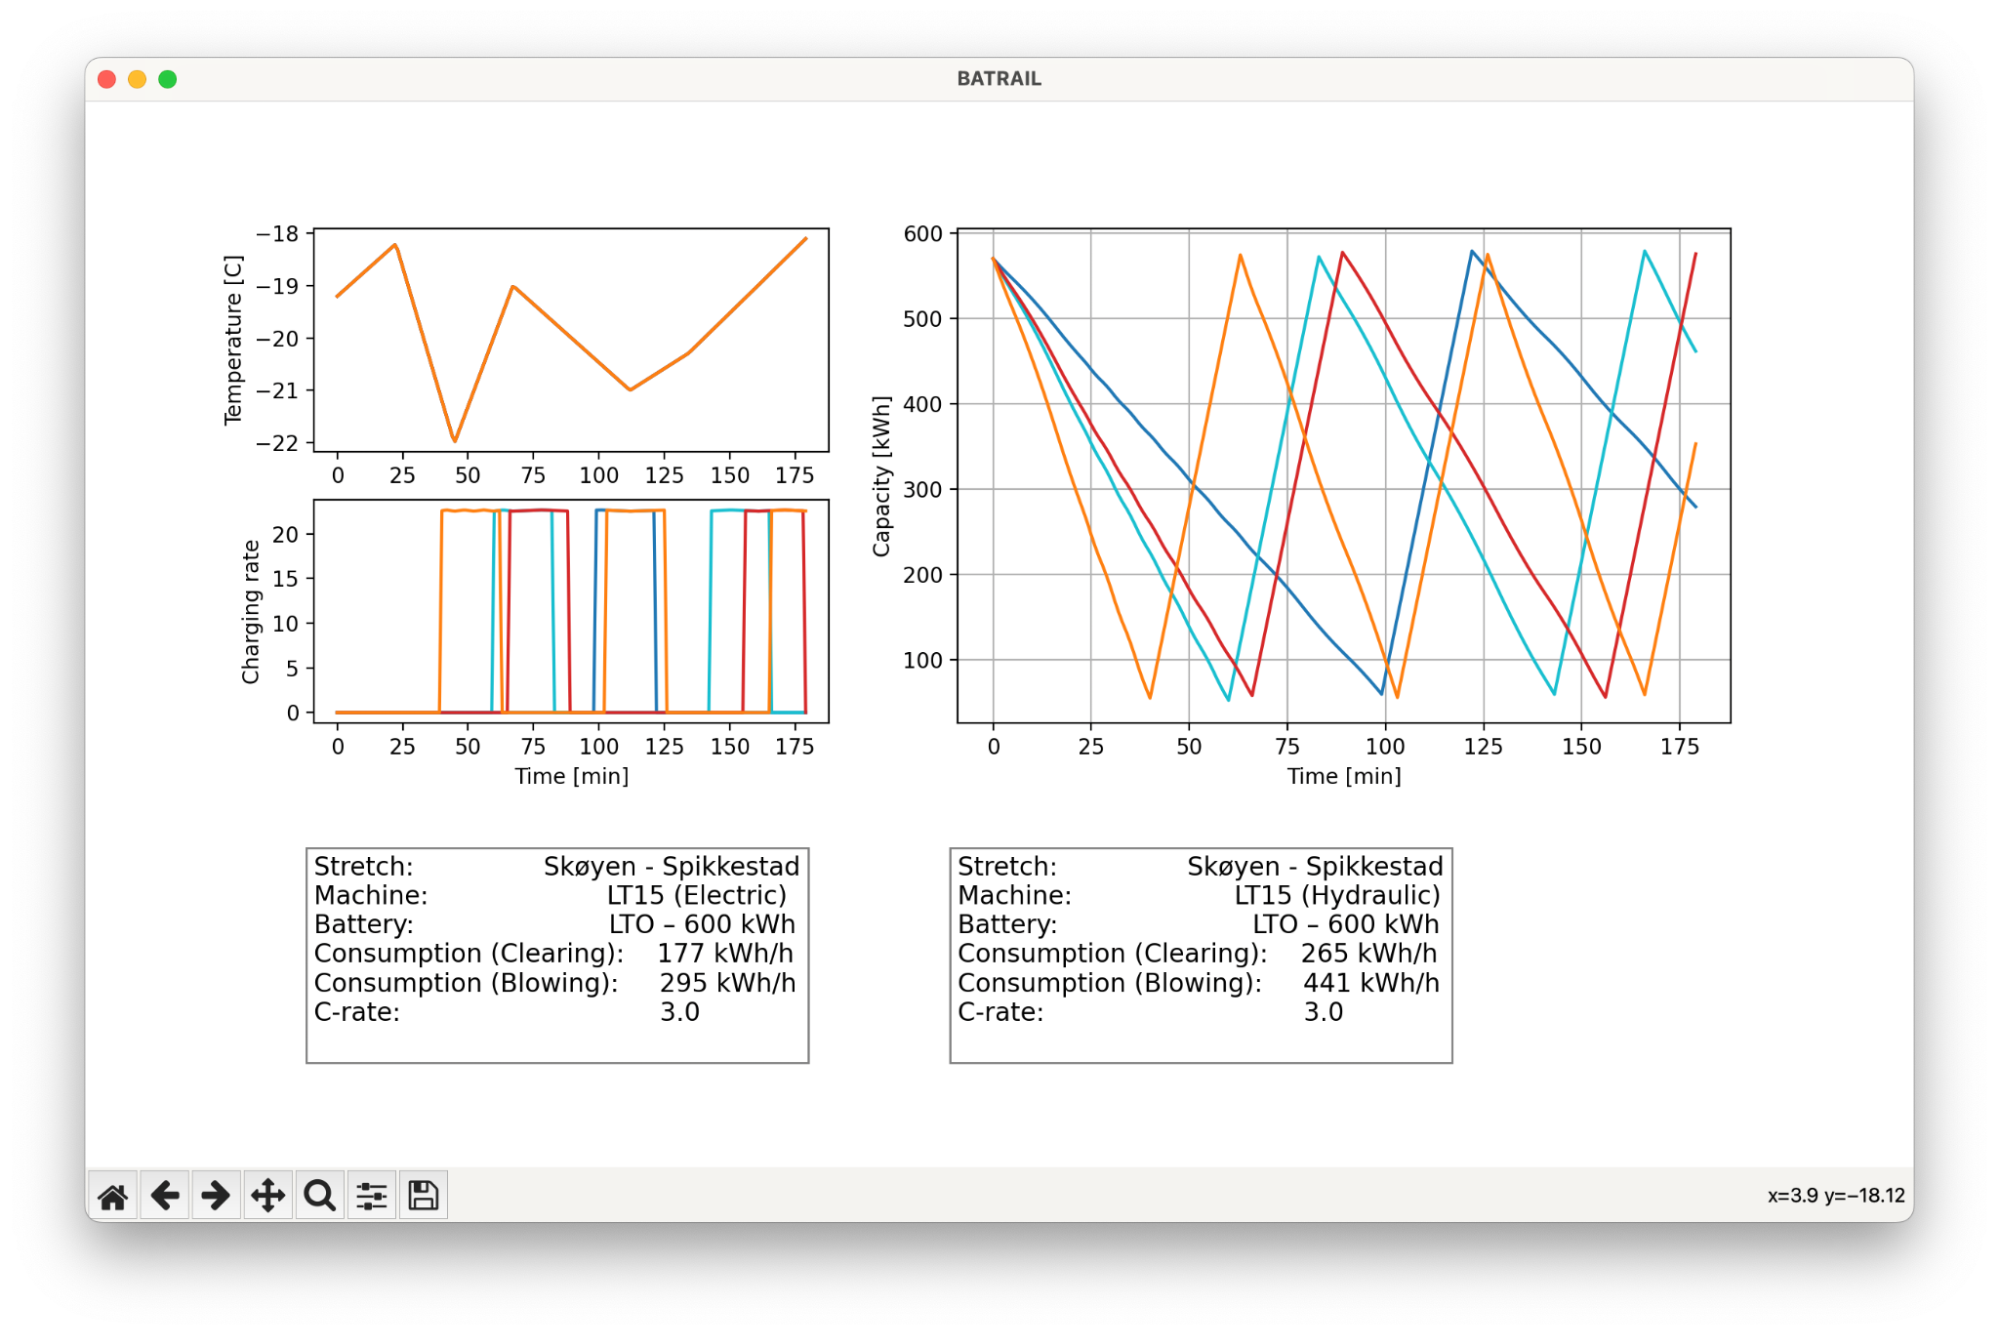 BATRAIL
−18
−19
−20
−21
−22
Temperature [C]
0 25 50 75 100 125 150 175
20
15
10
5
0
Charging rate
0 25 50 75 100 125 150 175
Time [min]
600
500
400
300
200
100
Capacity [kWh]
0 25 50 75 100 125 150 175
Time [min]
Stretch: Skøyen - Spikkestad
Machine: LT15 (Electric)
Battery: LTO – 600 kWh
Consumption (Clearing): 177 kWh/h
Consumption (Blowing): 295 kWh/h
C-rate: 3.0
Stretch: Skøyen - Spikkestad
Machine: LT15 (Hydraulic)
Battery: LTO – 600 kWh
Consumption (Clearing): 265 kWh/h
Consumption (Blowing): 441 kWh/h
C-rate: 3.0
x=3.9 y=−18.12